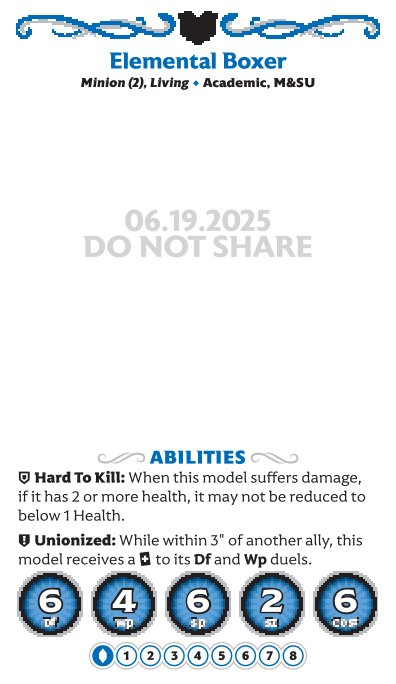 Elemental Boxer
Minion (2), Living ♦ Academic, M&SU
06.19.2025
DO NOT SHARE
ABILITIES
Hard To Kill: When this model suffers damage,
if it has 2 or more health, it may not be reduced to
below 1 Health.
Unionized: While within 3" of another ally, this
model receives a to its Df and Wp duels.
6 4 6 2 6
Df Wp Sp Sz Cost
1 2 3 4 5 6 7 8